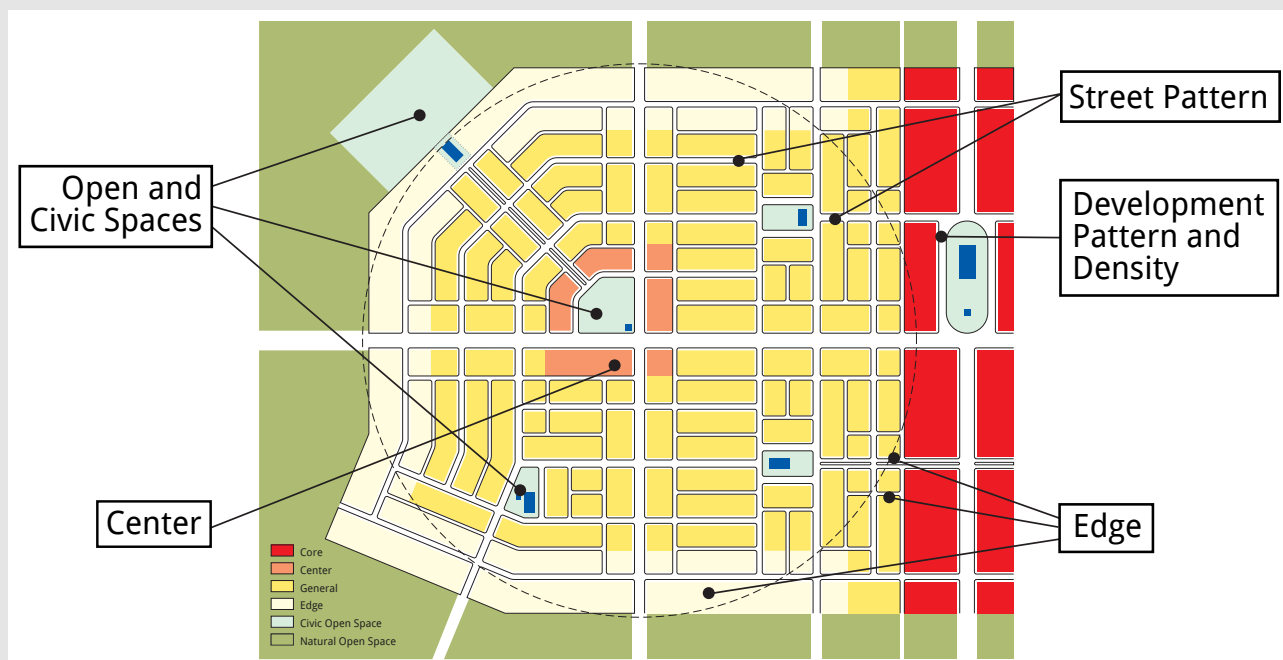 Open and
Civic Spaces
Center
Street Pattern
Development
Pattern and
Density
Edge
Core
Center
General
Edge
Civic Open Space
Natural Open Space